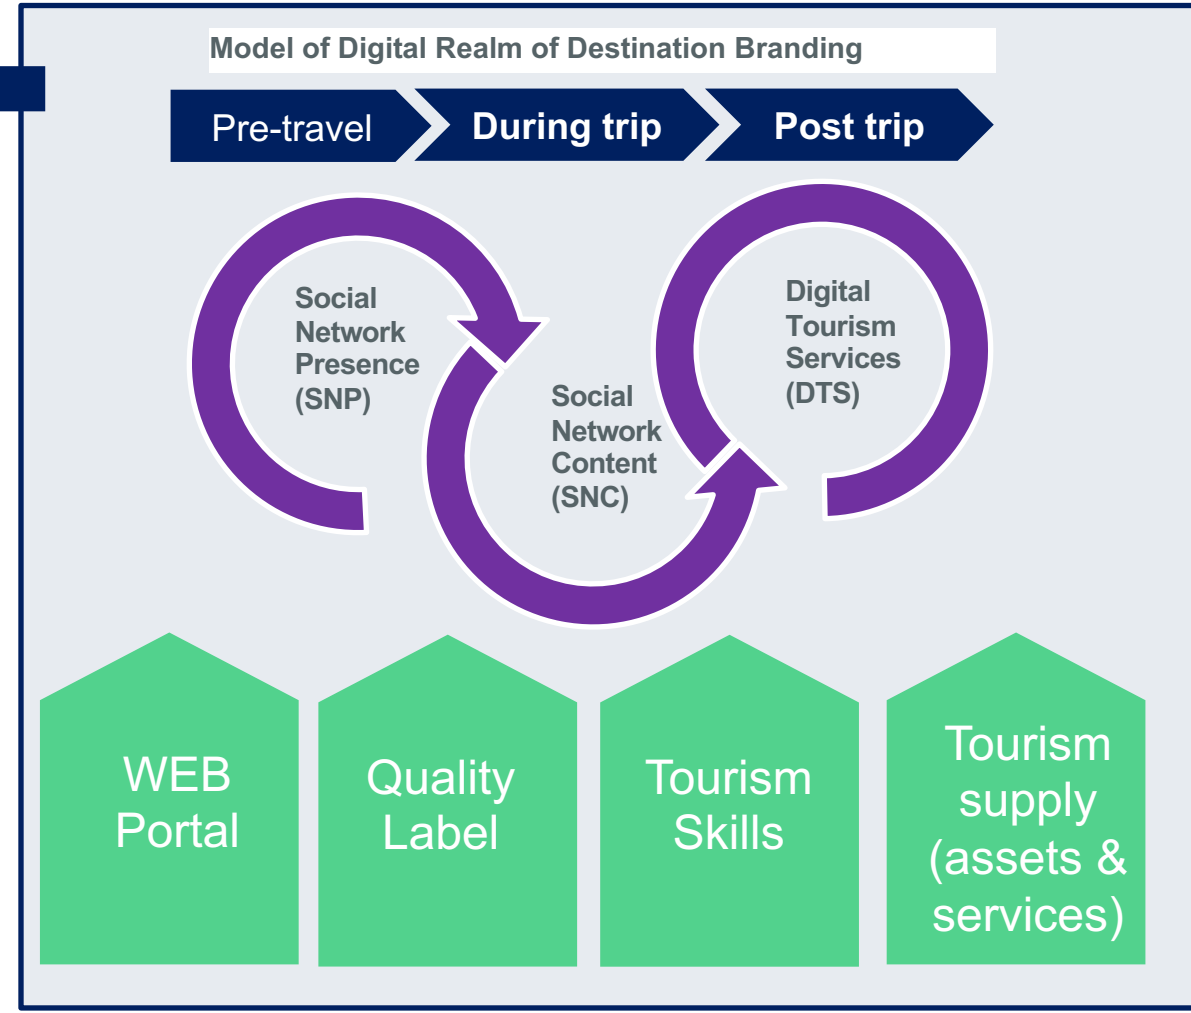 Model of Digital Realm of Destination Branding
Pre-travel
During trip
Post trip
Social
Network
Presence
(SNP)
Social
Network
Content
(SNC)
Digital
Tourism
Services
(DTS)
WEB
Portal
Quality
Label
Tourism
Skills
Tourism
supply
(assets &
services)